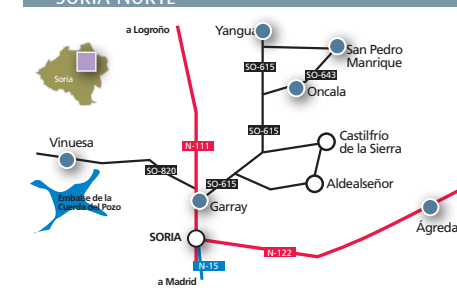 SORIA NORTE
a Logroño
Yangua
San Pedro
Manrique
Soria
SO-615
SO-643
Oncala
SO-615
Castilfrío
de la Sierra
N-111
Vinuesa
SO-820
SO-615
Aldealseñor
Embalse de la
Cuerda del Pozo
Garray
Ágreda
SORIA
N-122
N-15
a Madrid